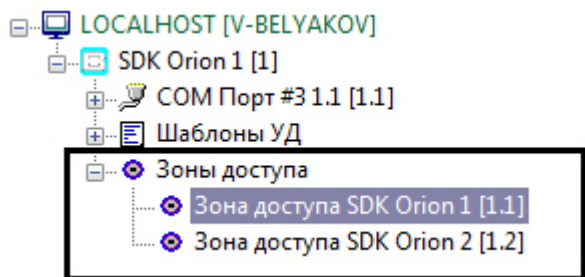 LOCALHOST [V-BELYAKOV]
SDK Orion 1 [1]
COM Порт #3 1.1 [1.1]
Шаблоны УД
Зоны доступа
Зона доступа SDK Orion 1 [1.1]
Зона доступа SDK Orion 2 [1.2]